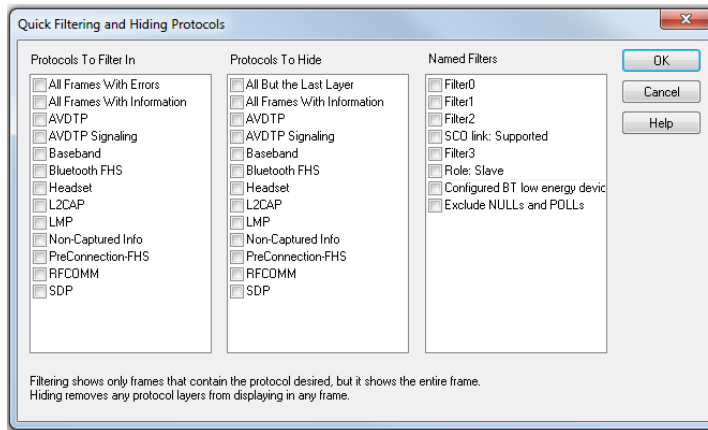 Quick Filtering and Hiding Protocols
Protocols To Filter In
All Frames With Errors
All Frames With Information
AVDTP
AVDTP Signaling
Baseband
Bluetooth FHS
Headset
L2CAP
LMP
Non-Captured Info
PreConnection-FHS
RFCOMM
SDP
Protocols To Hide
All But the Last Layer
All Frames With Information
AVDTP
AVDTP Signaling
Baseband
Bluetooth FHS
Headset
L2CAP
LMP
Non-Captured Info
PreConnection-FHS
RFCOMM
SDP
Named Filters
Filter0
Filter1
Filter2
SCO link: Supported
Filter3
Role: Slave
Configured BT low energy devic
Exclude NULLs and POLLs
OK
Cancel
Help
Filtering shows only frames that contain the protocol desired, but it shows the entire frame.
Hiding removes any protocol layers from displaying in any frame.